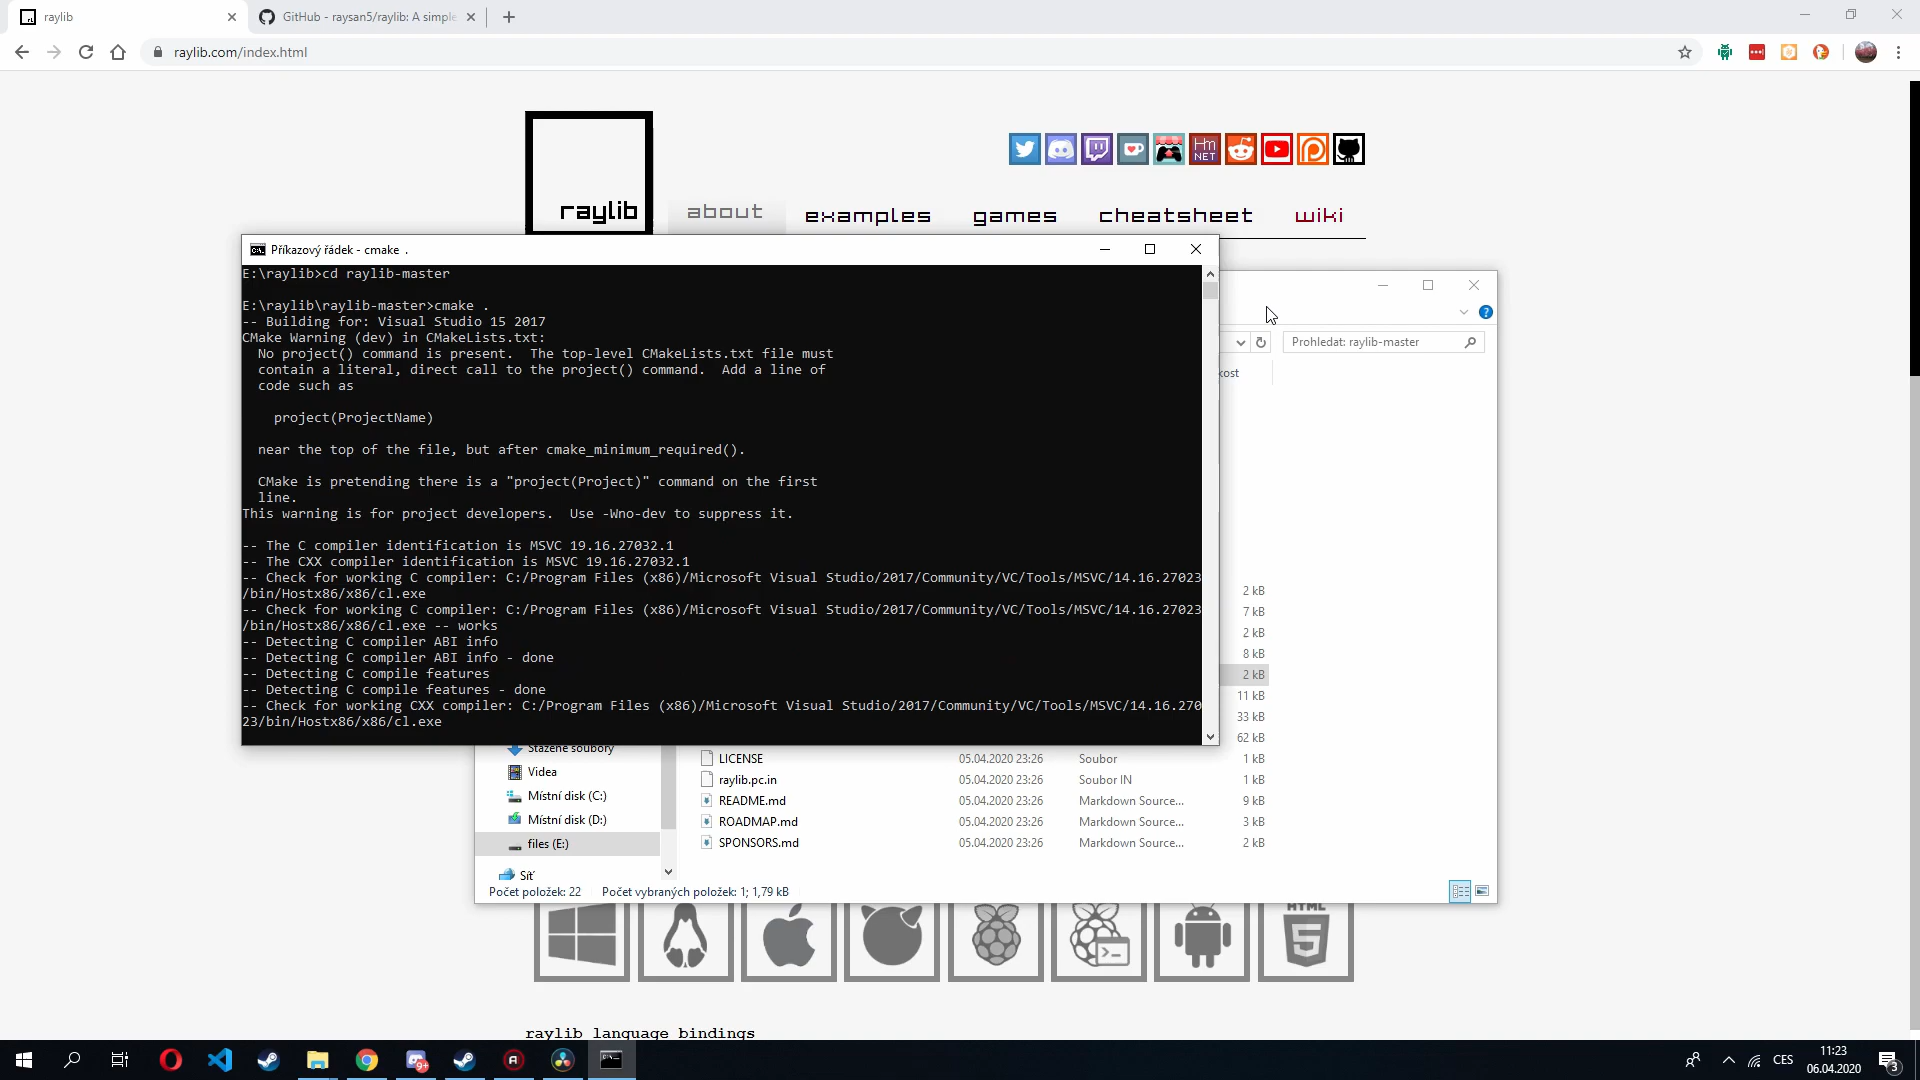 raylib
GitHub - raysan5/raylib: A simple
raylib.com/index.html
raylib
about
examples
games
cheatsheet
wiki
Hm
NET
Příkazový řádek - cmake .
E:\raylib>cd raylib-master
E:\raylib\raylib-master>cmake .
-- Building for: Visual Studio 15 2017
CMake Warning (dev) in CMakeLists.txt:
No project() command is present. The top-level CMakeLists.txt file must
contain a literal, direct call to the project() command. Add a line of
code such as
project(ProjectName)
near the top of the file, but after cmake_minimum_required().
CMake is pretending there is a "project(Project)" command on the first
line.
This warning is for project developers. Use -Wno-dev to suppress it.
-- The C compiler identification is MSVC 19.16.27032.1
-- The CXX compiler identification is MSVC 19.16.27032.1
-- Check for working C compiler: C:/Program Files (x86)/Microsoft Visual Studio/2017/Community/VC/Tools/MSVC/14.16.27023
/bin/Hostx86/x86/cl.exe
-- Check for working C compiler: C:/Program Files (x86)/Microsoft Visual Studio/2017/Community/VC/Tools/MSVC/14.16.27023
/bin/Hostx86/x86/cl.exe -- works
-- Detecting C compiler ABI info
-- Detecting C compiler ABI info - done
-- Detecting C compile features
-- Detecting C compile features - done
-- Check for working CXX compiler: C:/Program Files (x86)/Microsoft Visual Studio/2017/Community/VC/Tools/MSVC/14.16.270
23/bin/Hostx86/x86/cl.exe
Prohledat: raylib-master
kost
2 kB
7 kB
2 kB
8 kB
2 kB
11 kB
33 kB
62 kB
Stažené soubory
Videa
Místní disk (C:)
Místní disk (D:)
files (E:)
Síť
LICENSE 05.04.2020 23:26 Soubor 1 kB
raylib.pc.in 05.04.2020 23:26 Soubor IN 1 kB
README.md 05.04.2020 23:26 Markdown Source... 9 kB
ROADMAP.md 05.04.2020 23:26 Markdown Source... 3 kB
SPONSORS.md 05.04.2020 23:26 Markdown Source... 2 kB
Počet položek: 22 Počet vybraných položek: 1; 1,79 kB
HTML
5
raylib language bindings
9+
CES
11:23
06.04.2020
3